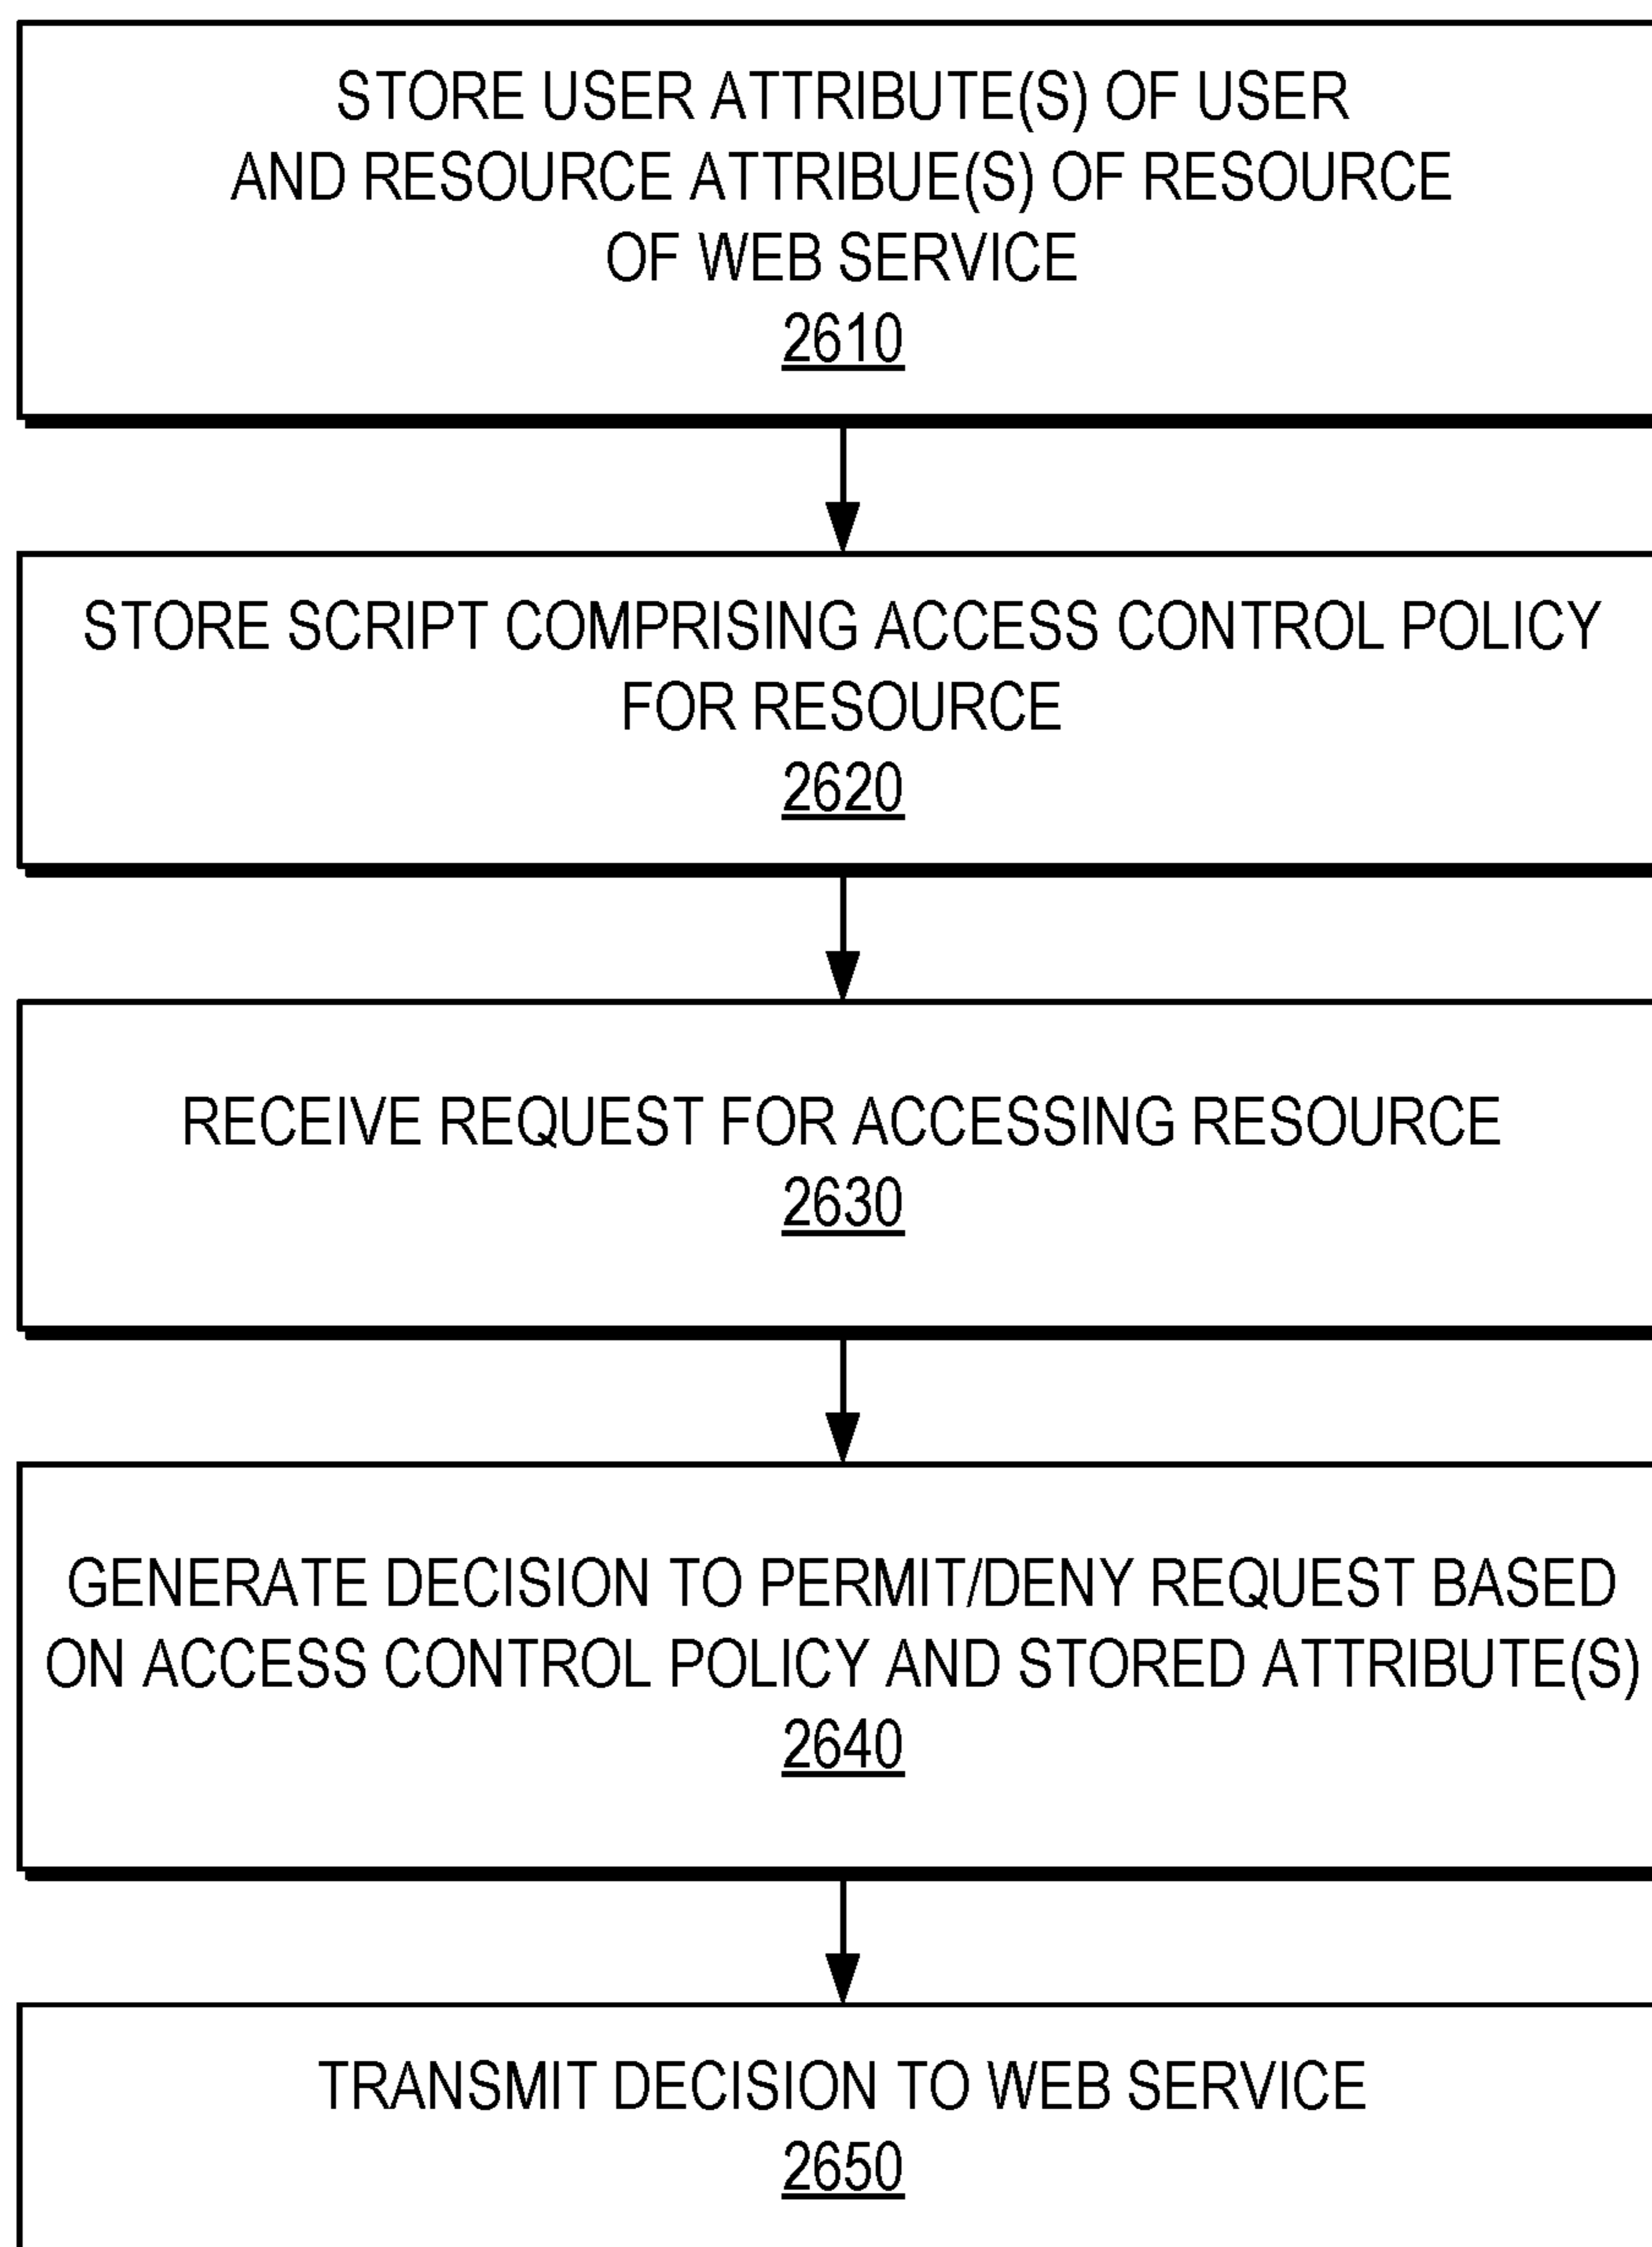 STORE USER ATTRIBUTE(S) OF USER
AND RESOURCE ATTRIBUE(S) OF RESOURCE
OF WEB SERVICE
2610
STORE SCRIPT COMPRISING ACCESS CONTROL POLICY
FOR RESOURCE
2620
RECEIVE REQUEST FOR ACCESSING RESOURCE
2630
GENERATE DECISION TO PERMIT/DENY REQUEST BASED
ON ACCESS CONTROL POLICY AND STORED ATTRIBUTE(S)
2640
TRANSMIT DECISION TO WEB SERVICE
2650